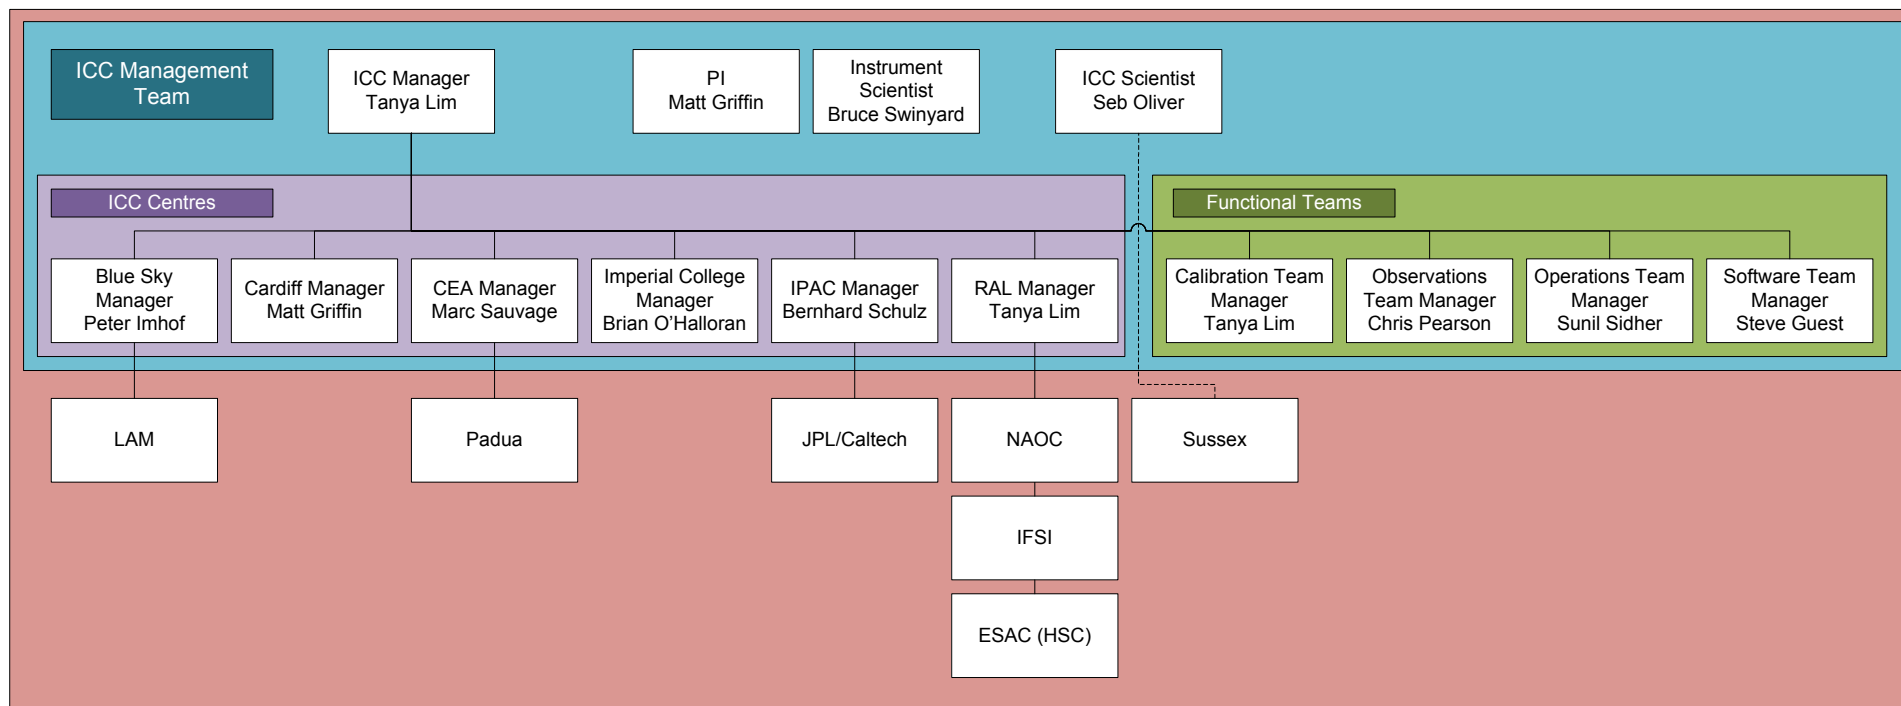 ICC Management
Team
ICC Manager
Tanya Lim
PI
Matt Griffin
Instrument
Scientist
Bruce Swinyard
ICC Scientist
Seb Oliver
ICC Centres
Functional Teams
Blue Sky
Manager
Peter Imhof
Cardiff Manager
Matt Griffin
CEA Manager
Marc Sauvage
Imperial College
Manager
Brian O'Halloran
IPAC Manager
Bernhard Schulz
RAL Manager
Tanya Lim
Calibration Team
Manager
Tanya Lim
Observations
Team Manager
Chris Pearson
Operations Team
Manager
Sunil Sidher
Software Team
Manager
Steve Guest
LAM
Padua
JPL/Caltech
NAOC
Sussex
IFSI
ESAC (HSC)